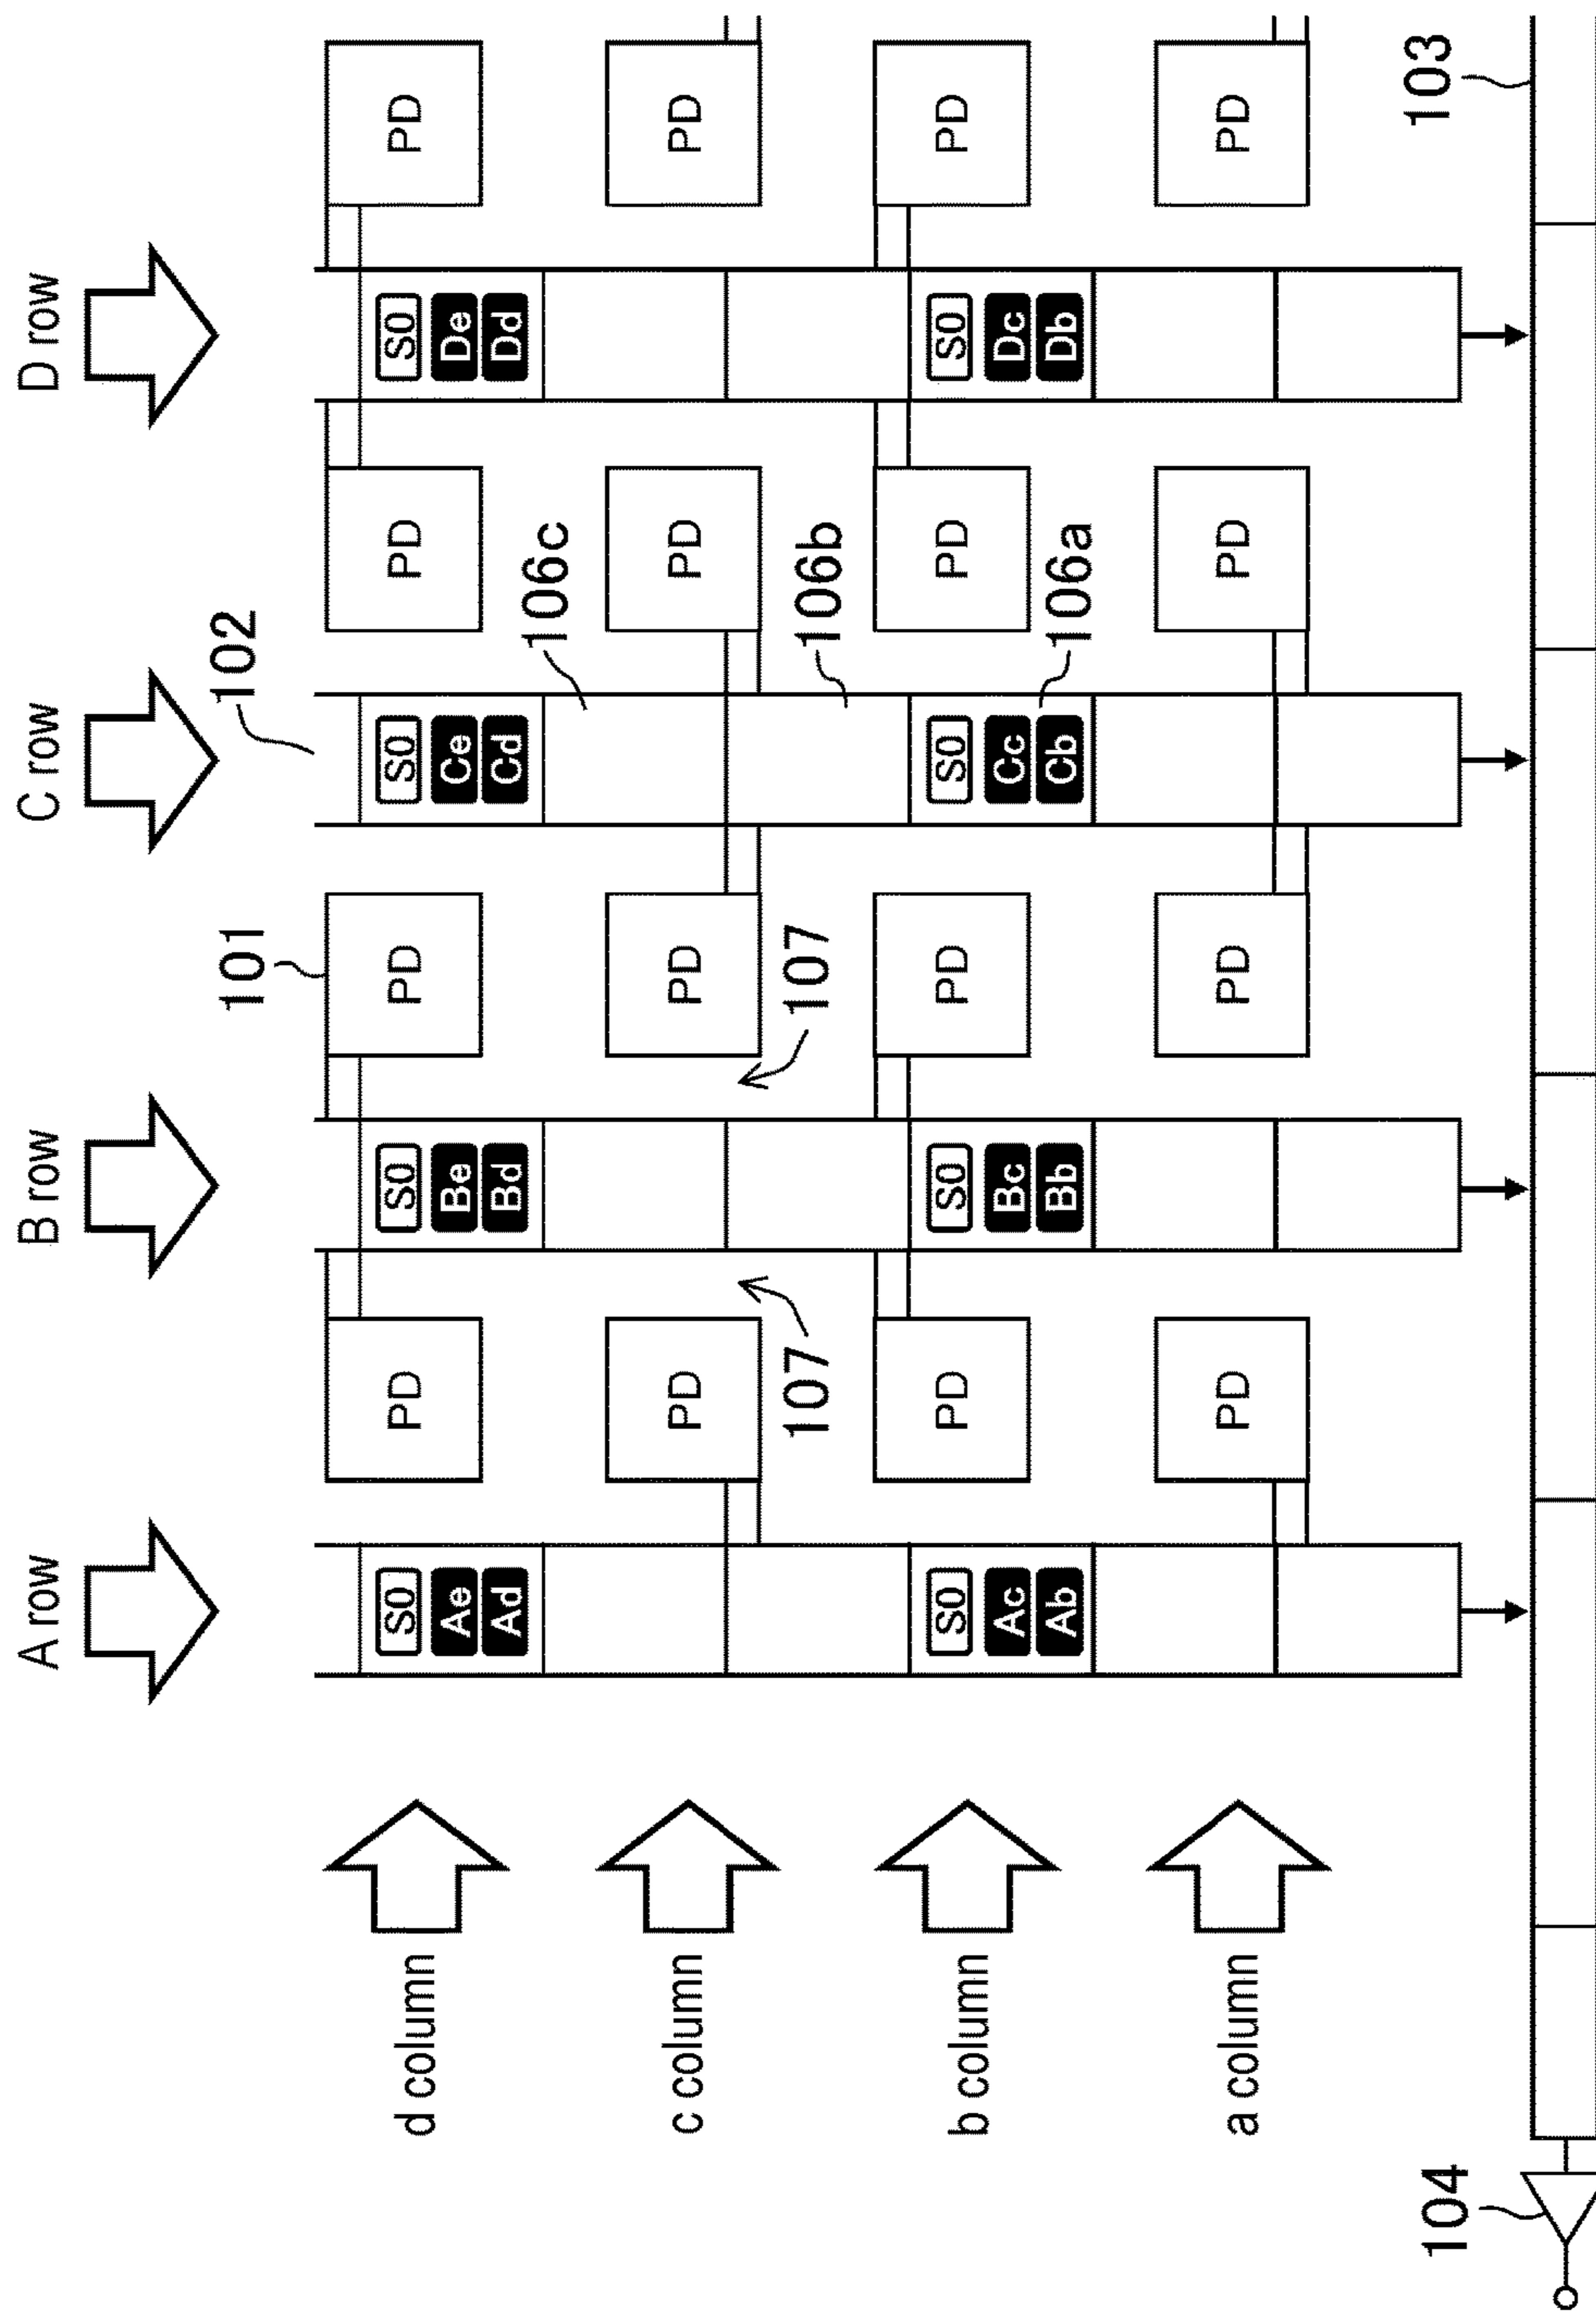 A row
B row
C row
D row
102
101
d column
PD
PD
PD
PD
S0
Ae
Ad
S0
Be
Bd
S0
Ce
Cd
S0
De
Dd
106c
c column
PD
PD
PD
PD
107
107
106b
b column
PD
PD
PD
PD
S0
Ac
Ab
S0
Bc
Bb
S0
Cc
Cb
S0
Dc
Db
106a
a column
PD
PD
PD
PD
104
103